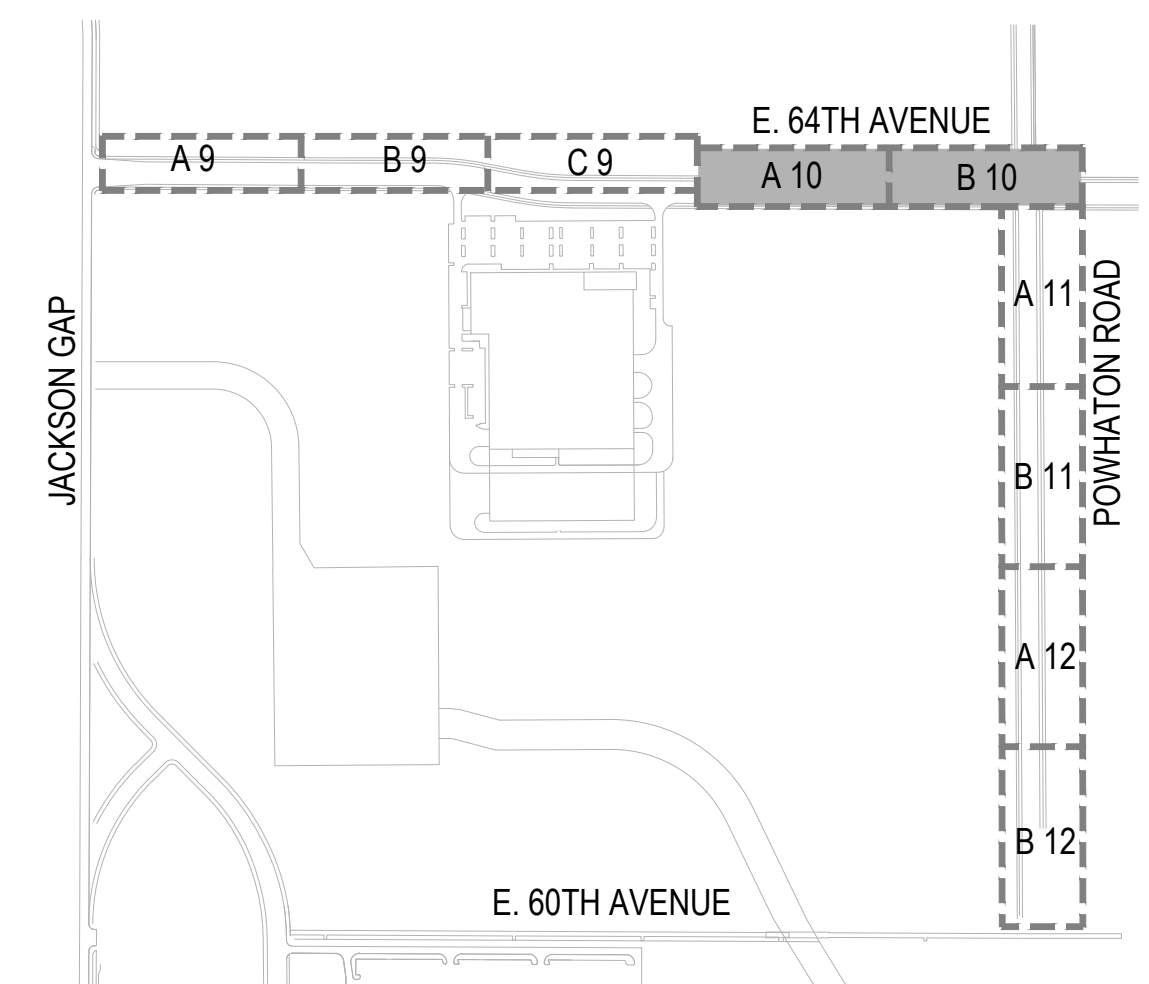 E. 64TH AVENUE
A 9
B 9
C 9
A 10
B 10
JACKSON GAP
A 11
POWHATON ROAD
B 11
A 12
B 12
E. 60TH AVENUE